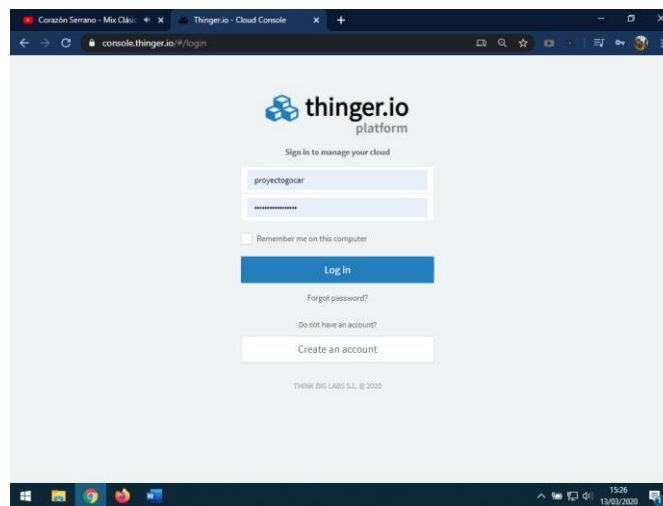 Corazón Serrano - Mix Clásic
Thinger.io - Cloud Console
console.thinger.io/#/login
thinger.io
platform
Sign in to manage your cloud
proyectogocar
•••••••••••••••••
Remember me on this computer
Log in
Forgot password?
Do not have an account?
Create an account
THINK BIG LABS S.L. © 2020
15:26
13/03/2020